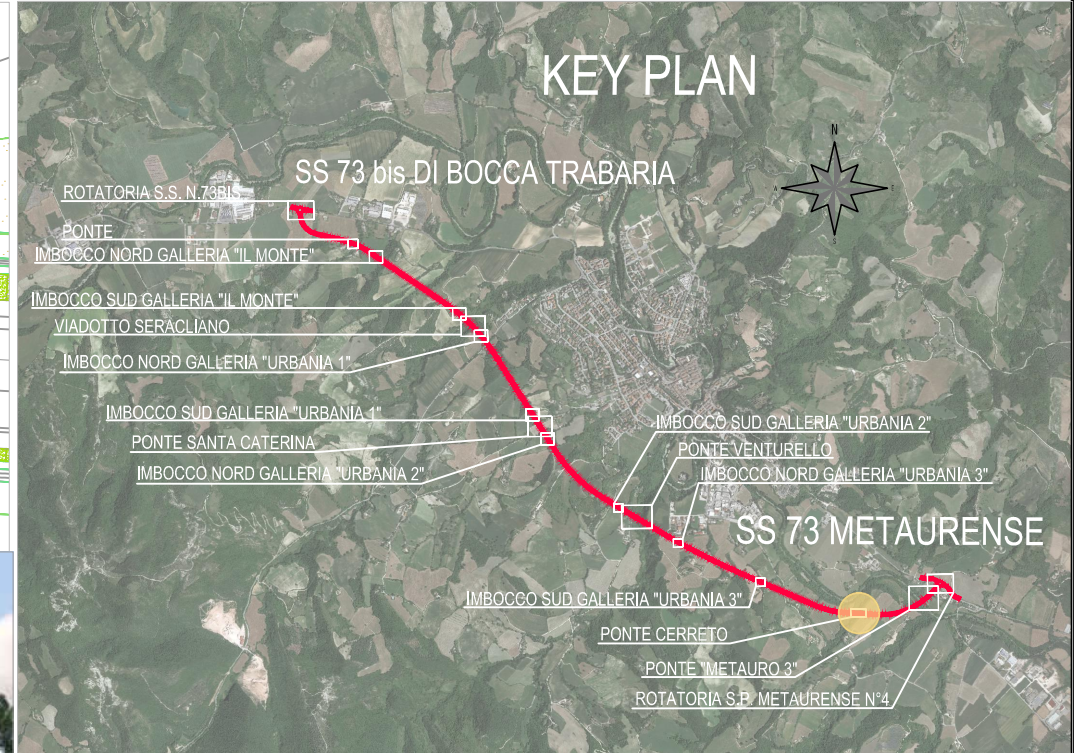 KEY PLAN
N
SS 73 bis DI BOCCA TRABARIA
ROTATORIA S.S. N.73BIS
PONTE
IMBOCCO NORD GALLERIA "IL MONTE"
S
IMBOCCO SUD GALLERIA "IL MONTE"
VIADOTTO SERACLIANO
IMBOCCO NORD GALLERIA "URBANIA 1"
IMBOCCO SUD GALLERIA "URBANIA 1"
PONTE SANTA CATERINA
IMBOCCO NORD GALLERIA "URBANIA 2"
IMBOCCO SUD GALLERIA "URBANIA 2"
PONTE VENTURELLO
IMBOCCO NORD GALLERIA "URBANIA 3"
SS 73 METAURENSE
IMBOCCO SUD GALLERIA "URBANIA 3"
PONTE CERRETO
PONTE "METAURO 3"
ROTATORIA S.P. METAURENSE N°4